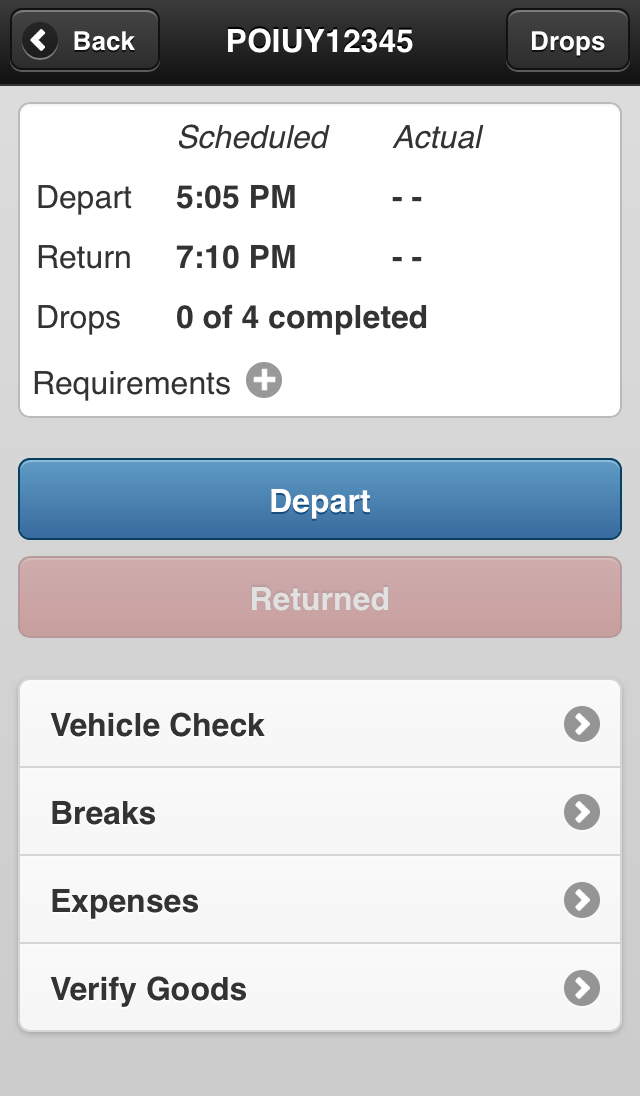 Back POIUY12345 Drops
Scheduled Actual
Depart 5:05 PM - -
Return 7:10 PM - -
Drops 0 of 4 completed
Requirements
Depart
Returned
Vehicle Check
Breaks
Expenses
Verify Goods